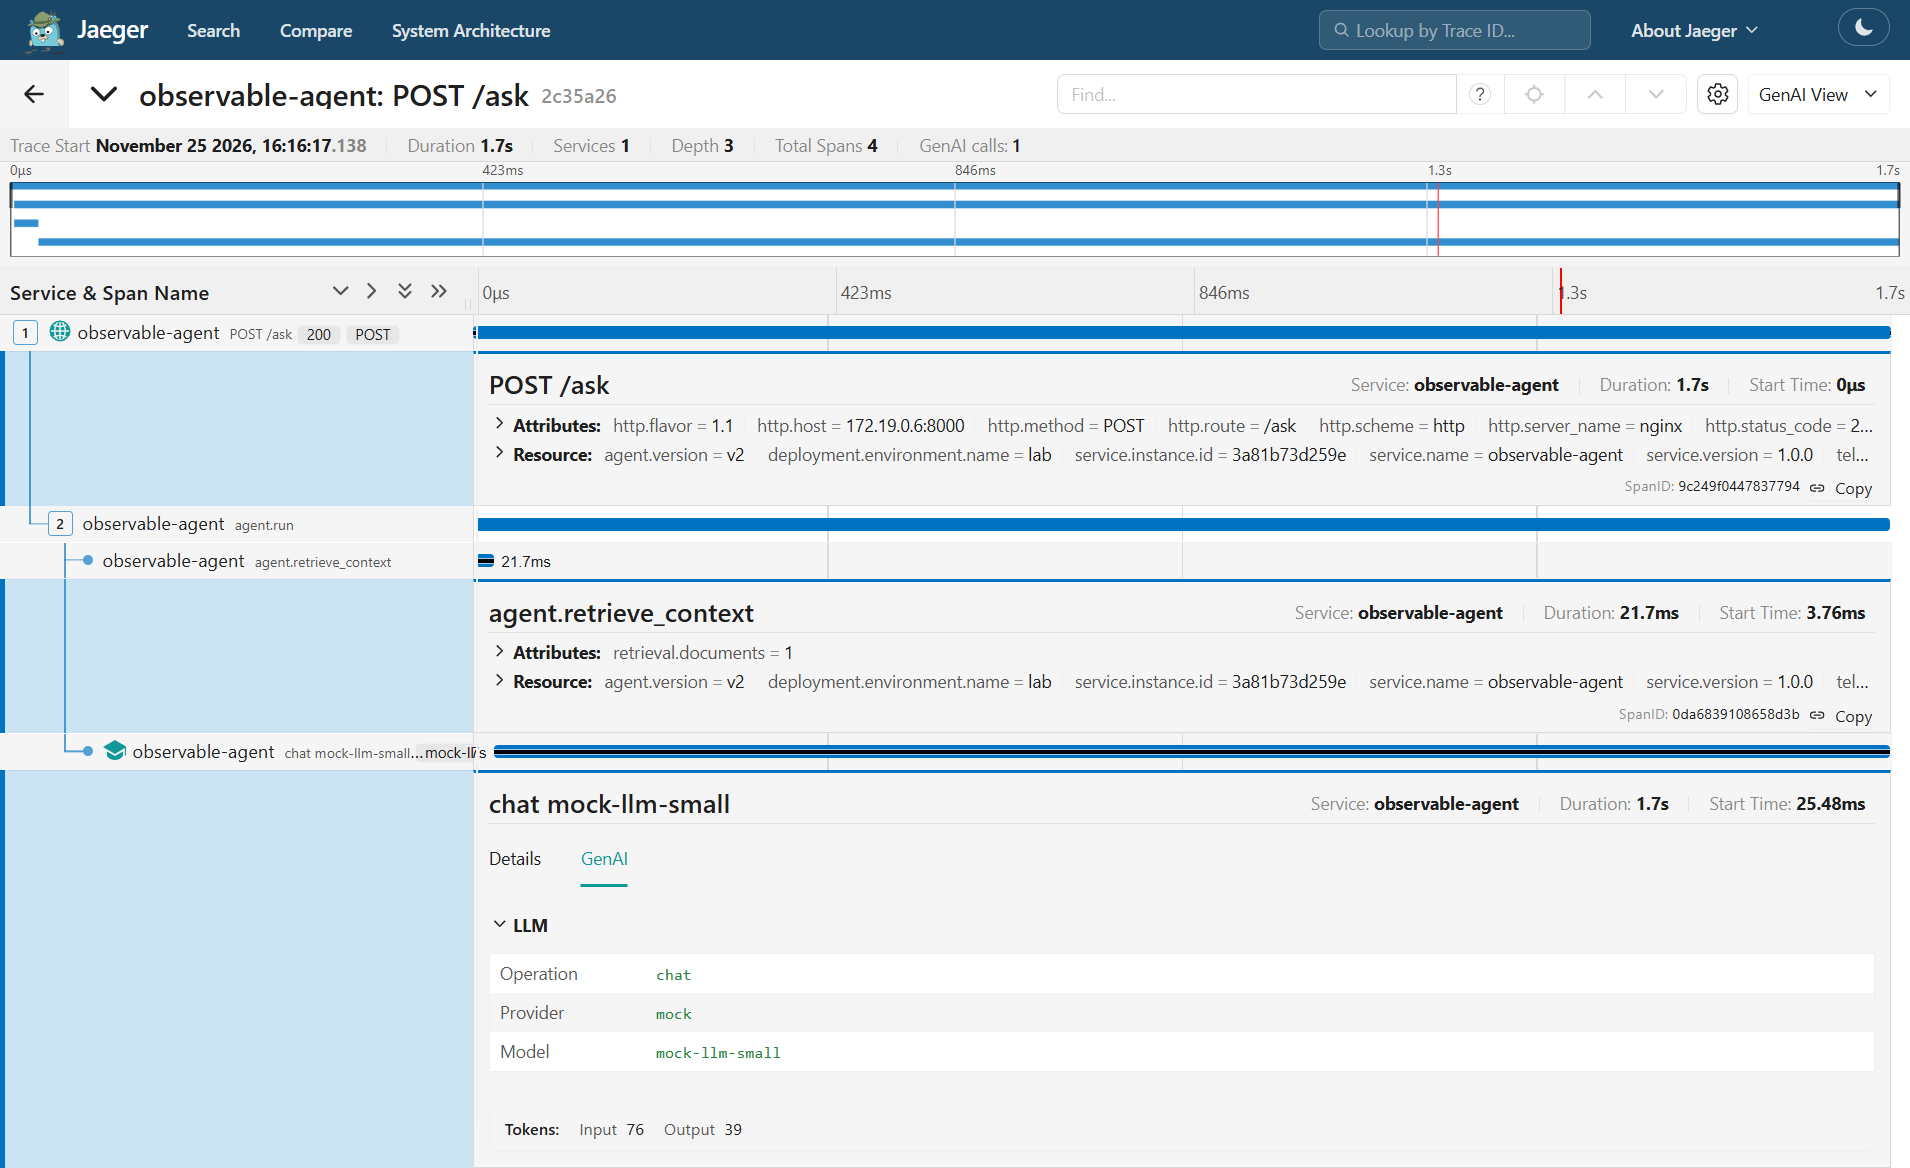 Jaeger Search Compare System Architecture Lookup by Trace ID... About Jaeger
observable-agent: POST /ask 2c35a26 Find... ? GenAI View
Trace Start November 25 2026, 16:16:17.138 Duration 1.7s Services 1 Depth 3 Total Spans 4 GenAI calls: 1
0μs 423ms 846ms 1.3s 1.7s
Service & Span Name 0μs 423ms 846ms 1.3s 1.7s
1 observable-agent POST /ask 200 POST
POST /ask Service: observable-agent Duration: 1.7s Start Time: 0μs
Attributes: http.flavor = 1.1 http.host = 172.19.0.6:8000 http.method = POST http.route = /ask http.scheme = http http.server_name = nginx http.status_code = 2...
Resource: agent.version = v2 deployment.environment.name = lab service.instance.id = 3a81b73d259e service.name = observable-agent service.version = 1.0.0 tel...
SpanID: 9c249f0447837794 Copy
2 observable-agent agent.run
observable-agent agent.retrieve_context 21.7ms
agent.retrieve_context Service: observable-agent Duration: 21.7ms Start Time: 3.76ms
Attributes: retrieval.documents = 1
Resource: agent.version = v2 deployment.environment.name = lab service.instance.id = 3a81b73d259e service.name = observable-agent service.version = 1.0.0 tel...
SpanID: 0da6839108658d3b Copy
observable-agent chat mock-llm-small...
chat mock-llm-small Service: observable-agent Duration: 1.7s Start Time: 25.48ms
Details GenAI
LLM
Operation chat
Provider mock
Model mock-llm-small
Tokens: Input 76 Output 39